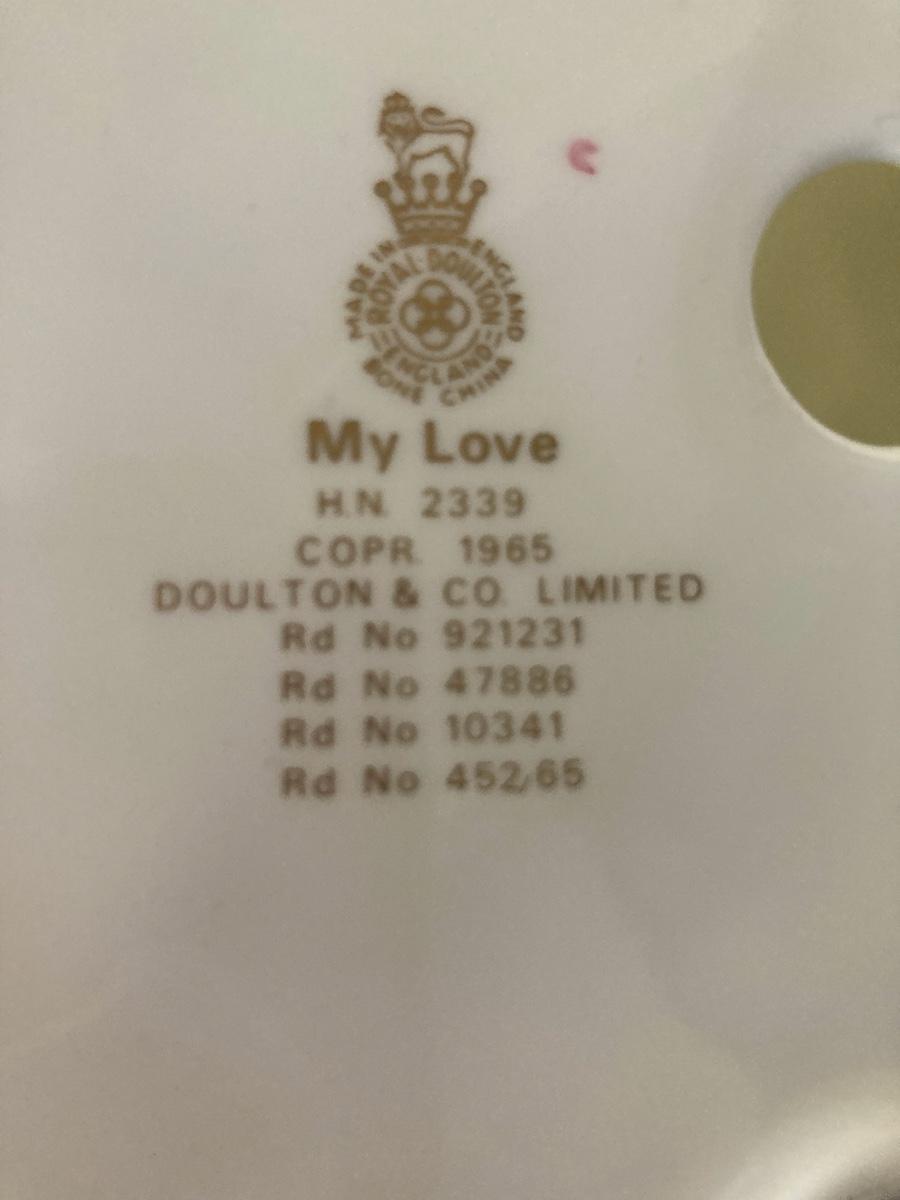 MADE IN ENGLAND
ROYAL·DOULTON
ENGLAND
BONE CHINA
My Love
H.N. 2339
COPR. 1965
DOULTON & CO. LIMITED
Rd No 921231
Rd No 47886
Rd No 10341
Rd No 452/65